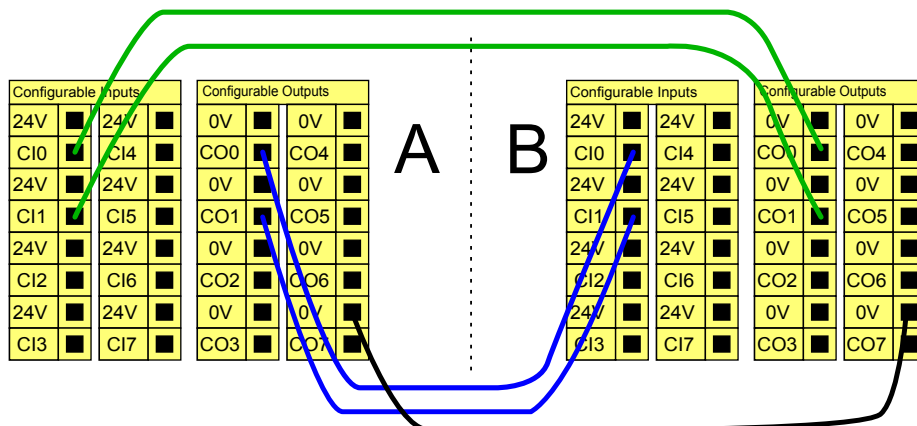 Configurable Inputs
24V 24V
CI0 CI4
24V 24V
CI1 CI5
24V 24V
CI2 CI6
24V 24V
CI3 CI7
Configurable Outputs
0V 0V
CO0 CO4
0V 0V
CO1 CO5
0V 0V
CO2 CO6
0V 0V
CO3 CO7
A
B
Configurable Inputs
24V 24V
CI0 CI4
24V 24V
CI1 CI5
24V 24V
CI2 CI6
24V 24V
CI3 CI7
Configurable Outputs
0V 0V
CO0 CO4
0V 0V
CO1 CO5
0V 0V
CO2 CO6
0V 0V
CO3 CO7